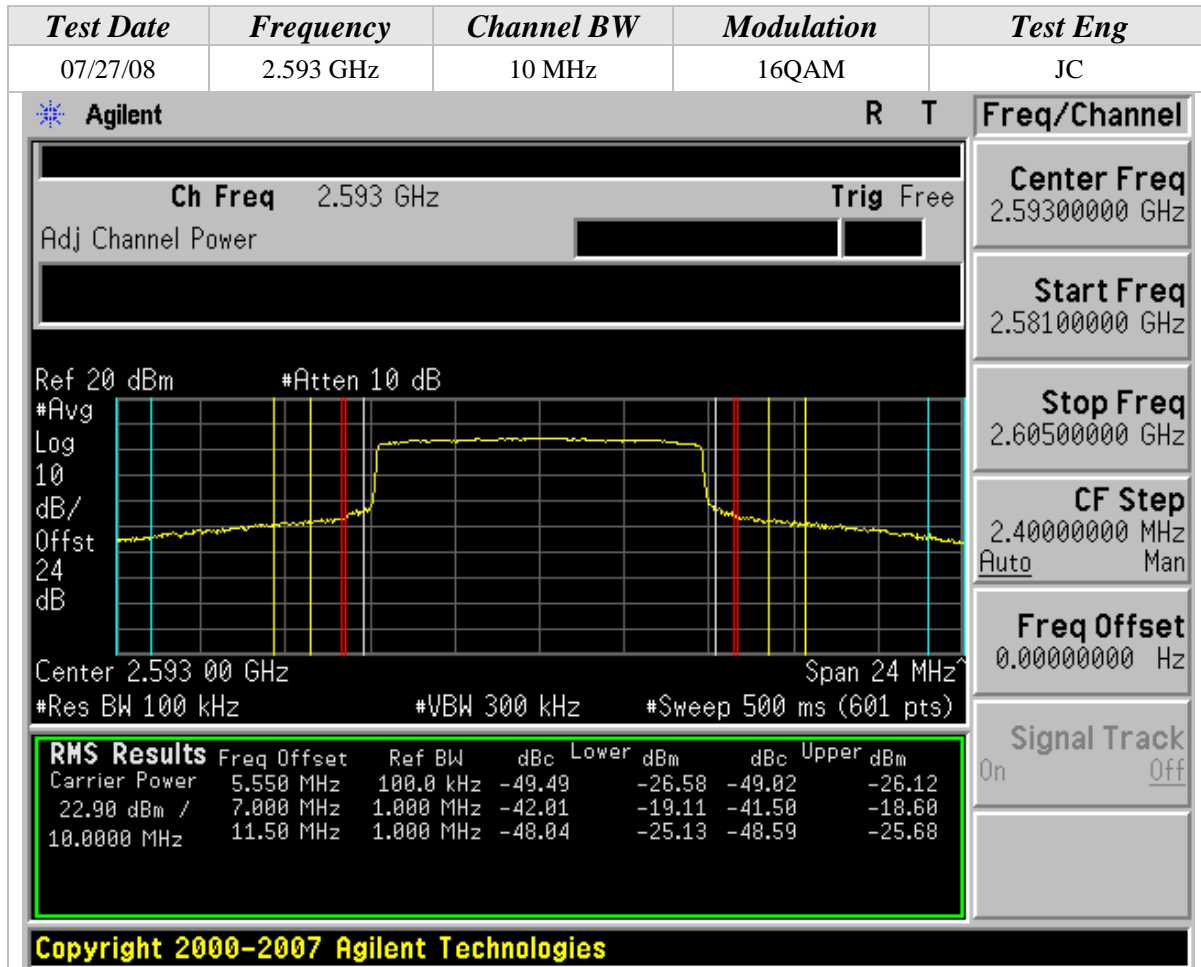 Test Date Frequency Channel BW Modulation Test Eng
07/27/08 2.593 GHz 10 MHz 16QAM JC
Agilent R T
Ch Freq 2.593 GHz Trig Free
Adj Channel Power
Ref 20 dBm #Atten 10 dB
#Avg
Log
10
dB/
Offst
24
dB
Center 2.593 00 GHz Span 24 MHz^
#Res BW 100 kHz #VBW 300 kHz #Sweep 500 ms (601 pts)
RMS Results Freq Offset Ref BW dBc Lower dBm dBc Upper dBm
Carrier Power 5.550 MHz 100.0 kHz -49.49 -26.58 -49.02 -26.12
22.90 dBm / 7.000 MHz 1.000 MHz -42.01 -19.11 -41.50 -18.60
10.0000 MHz 11.50 MHz 1.000 MHz -48.04 -25.13 -48.59 -25.68
Copyright 2000-2007 Agilent Technologies
Freq/Channel
Center Freq
2.59300000 GHz
Start Freq
2.58100000 GHz
Stop Freq
2.60500000 GHz
CF Step
2.40000000 MHz
Auto Man
Freq Offset
0.00000000 Hz
Signal Track
On Off